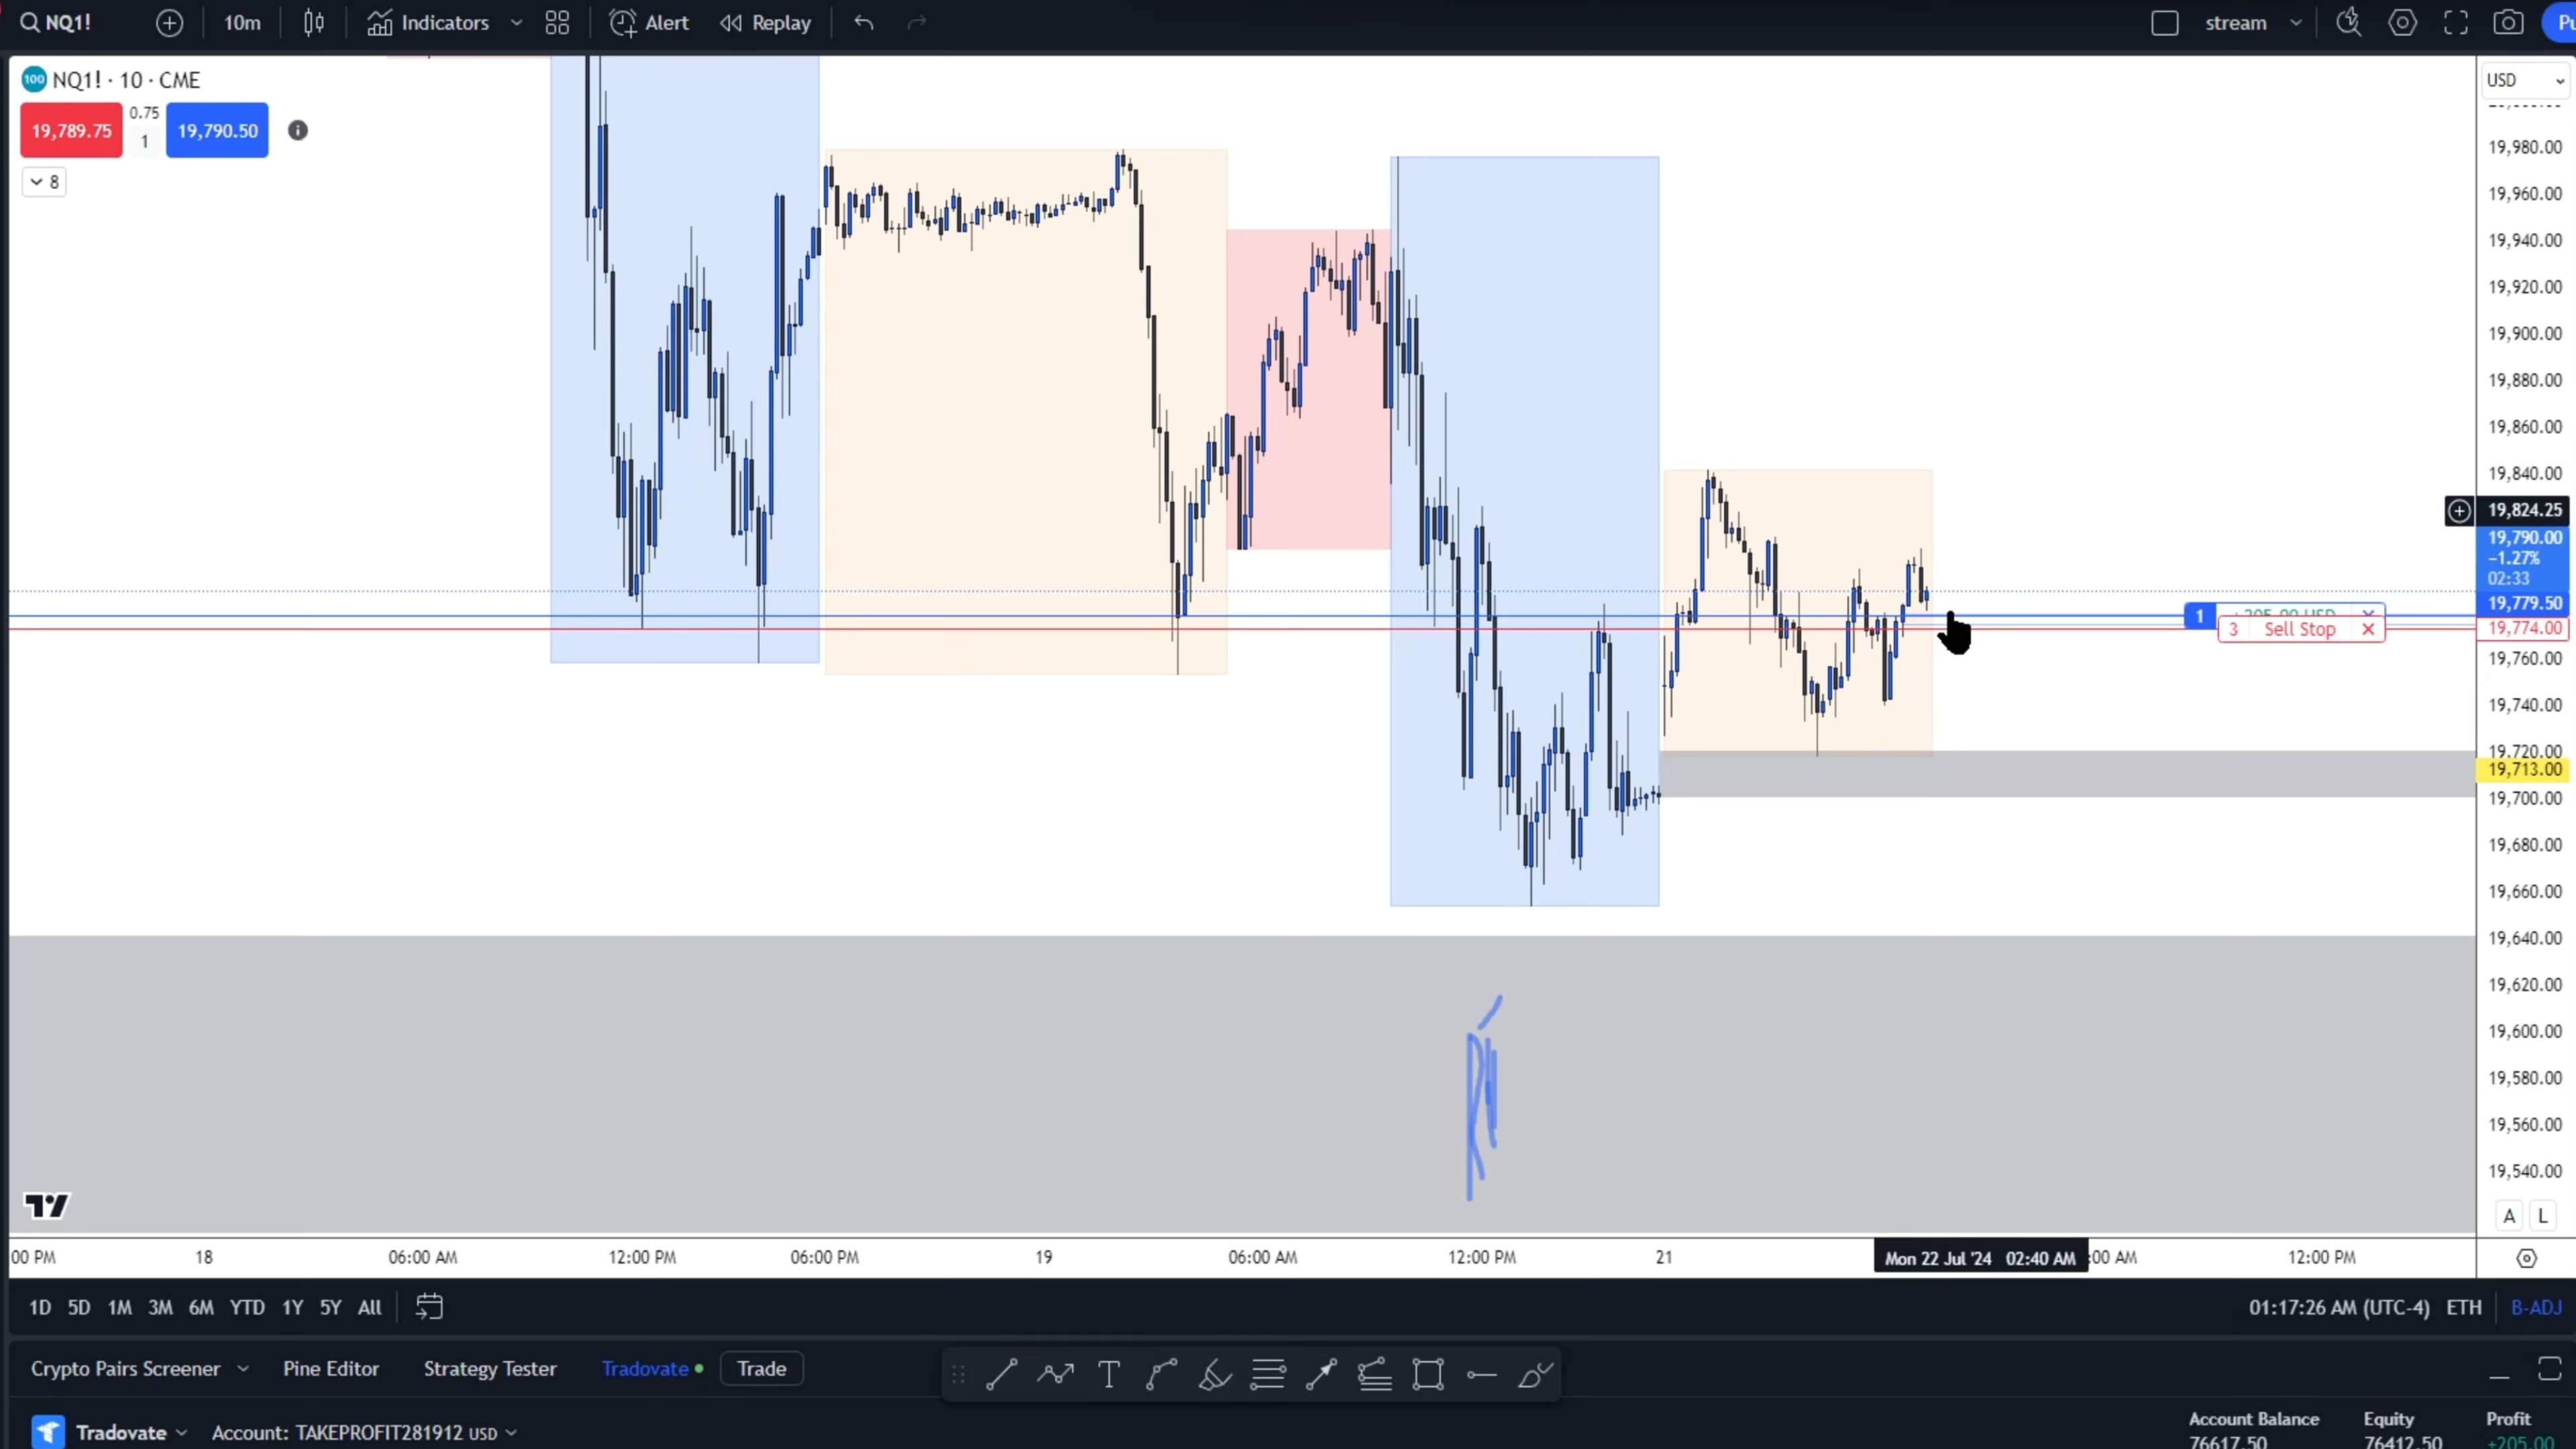 NQ1! 10m Indicators Alert Replay stream Pu
100 NQ1! · 10 · CME USD
19,789.75 0.75 1 19,790.50
8
19,980.00
19,960.00
19,940.00
19,920.00
19,900.00
19,880.00
19,860.00
19,840.00
19,824.25
19,790.00
−1.27%
02:33
19,779.50
1
3 Sell Stop 19,774.00
19,760.00
19,740.00
19,720.00
19,713.00
19,700.00
19,680.00
19,660.00
19,640.00
19,620.00
19,600.00
19,580.00
19,560.00
19,540.00
A L
00 PM 18 06:00 AM 12:00 PM 06:00 PM 19 06:00 AM 12:00 PM 21 Mon 22 Jul '24 02:40 AM :00 AM 12:00 PM
1D 5D 1M 3M 6M YTD 1Y 5Y All 01:17:26 AM (UTC-4) ETH B-ADJ
Crypto Pairs Screener Pine Editor Strategy Tester Tradovate Trade
Tradovate Account: TAKEPROFIT281912 USD Account Balance Equity Profit
76617.50 76412.50 +205.00